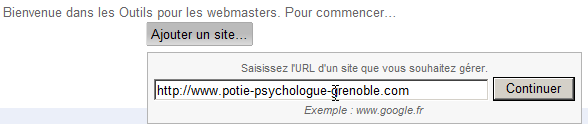 Bienvenue dans les Outils pour les webmasters. Pour commencer...
Ajouter un site...
Saisissez l'URL d'un site que vous souhaitez gérer.
http://www.potie-psychologue-grenoble.com Continuer
Exemple : www.google.fr